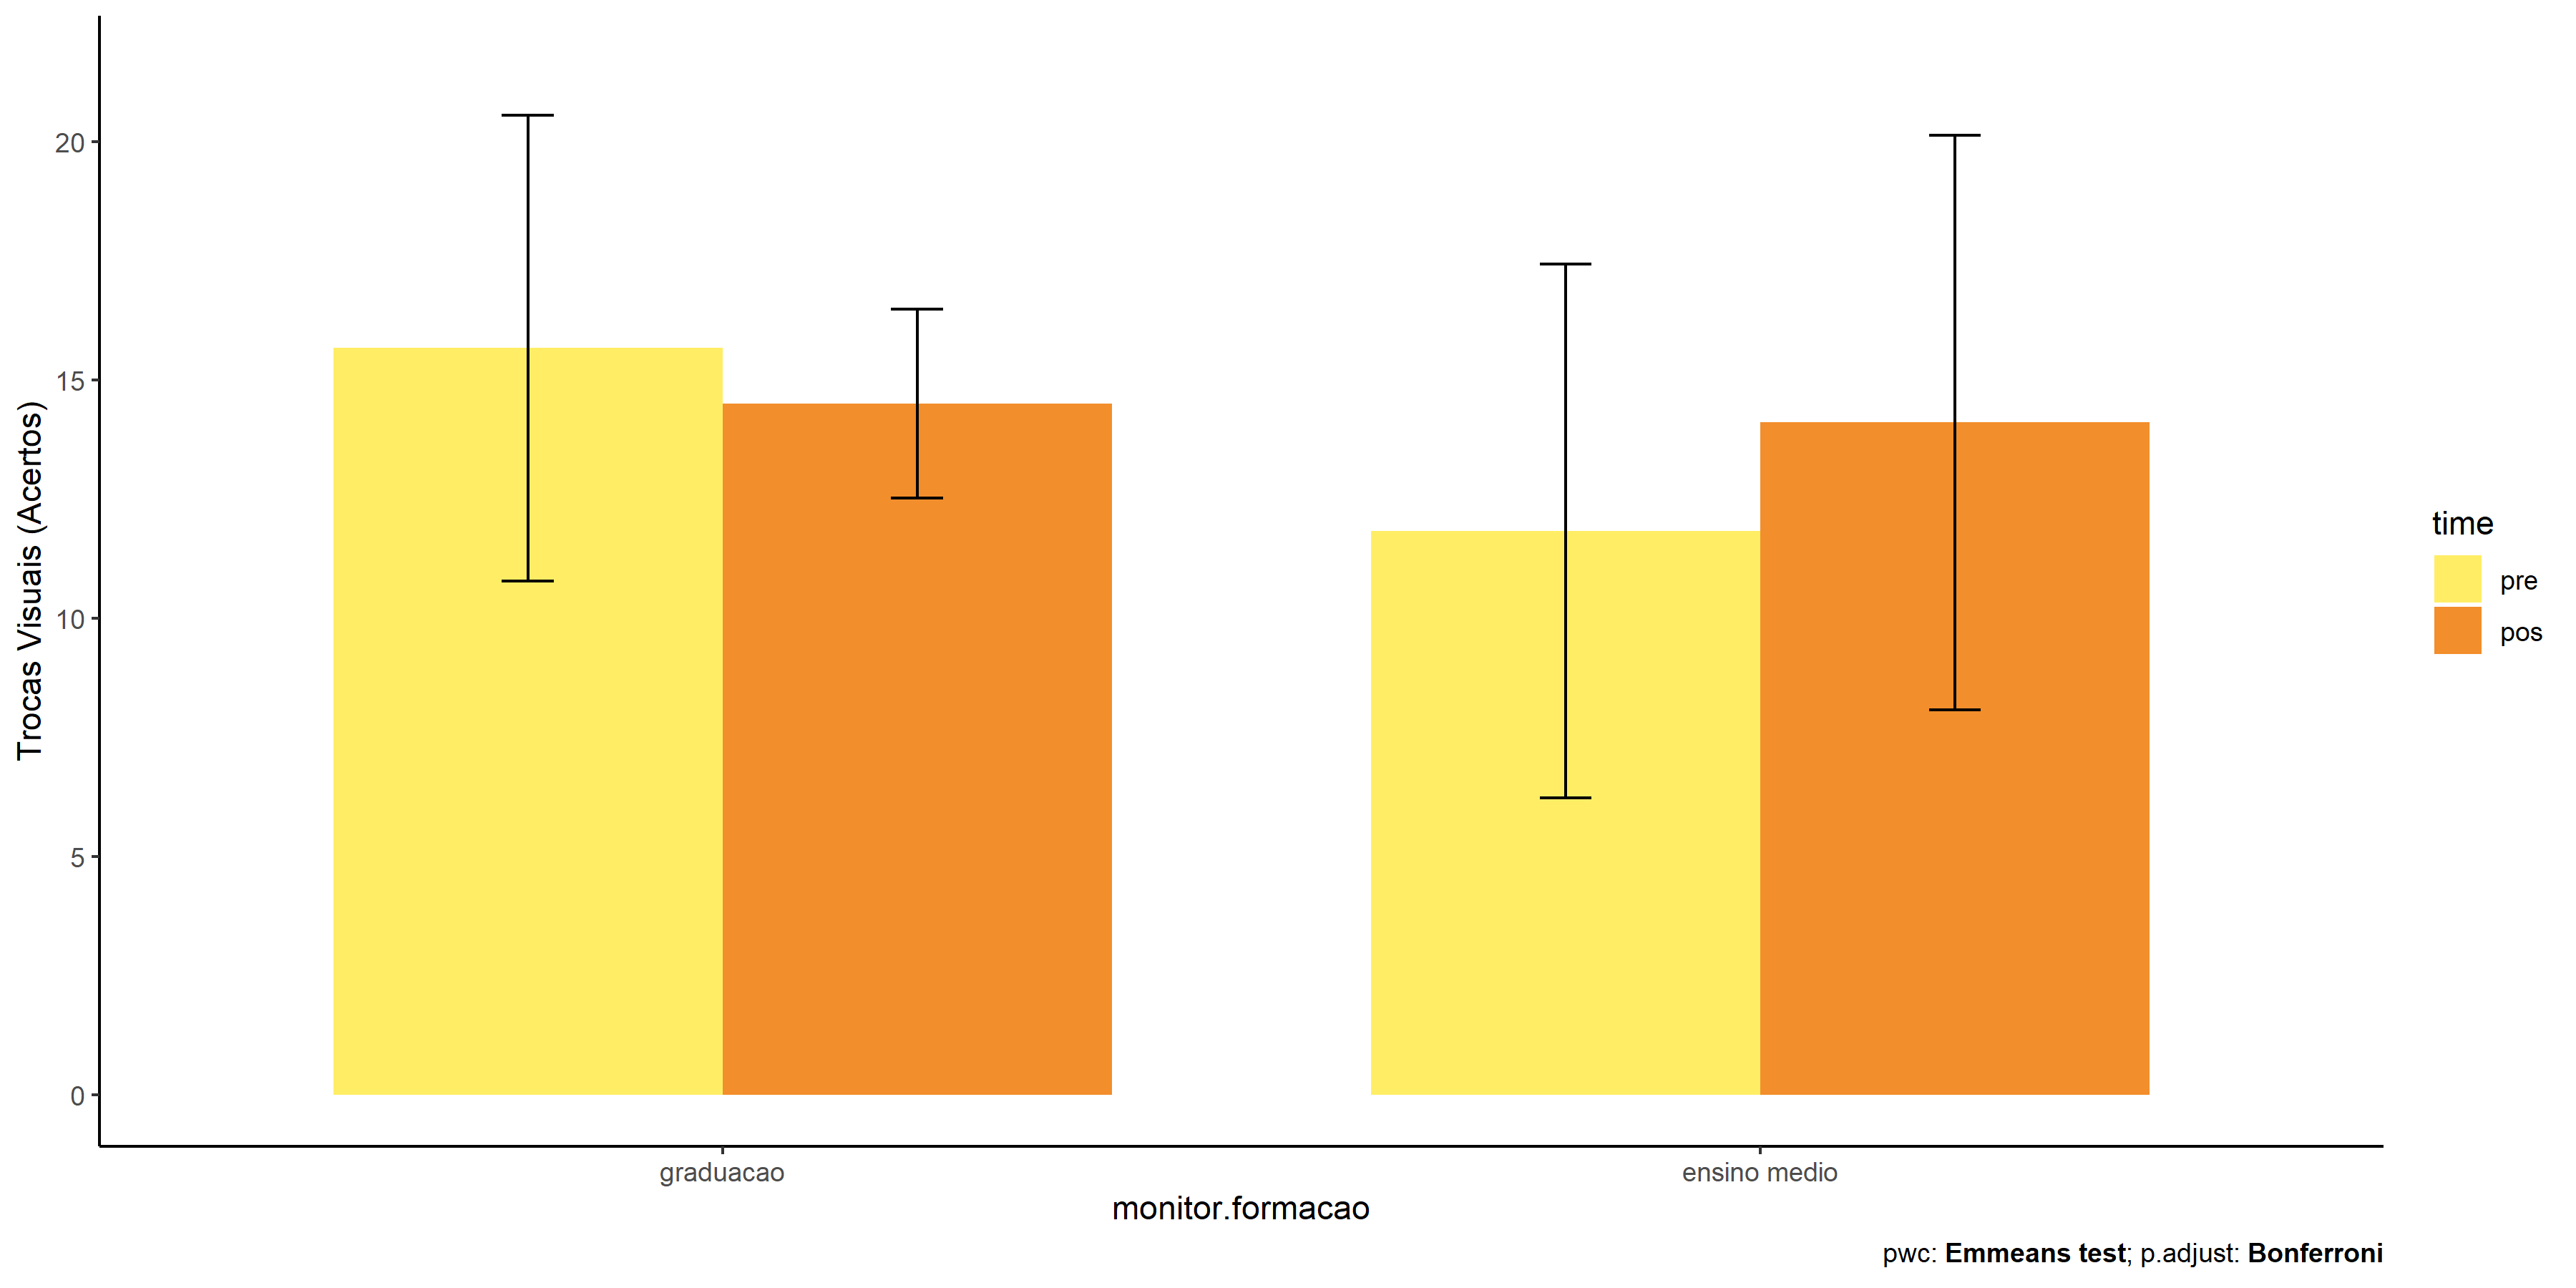 Trocas Visuais (Acertos)
20
15
10
5
0
graduacao
ensino medio
monitor.formacao
time
pre
pos
pwc: Emmeans test; p.adjust: Bonferroni